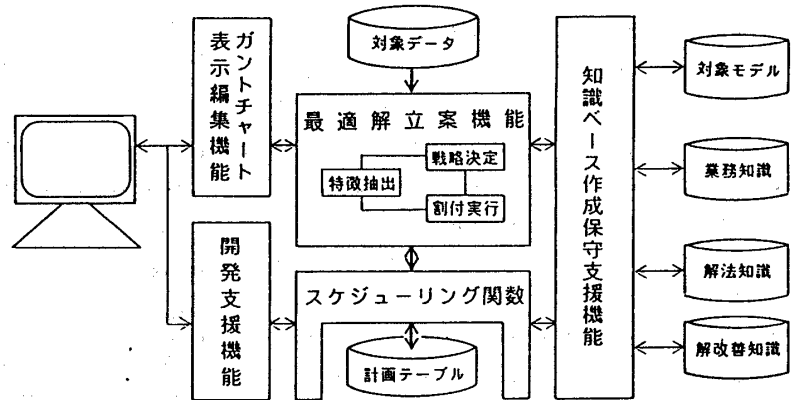 ガントチャート
表示編集機能
対象データ
最適解立案機能
戦略決定
特徴抽出
割付実行
開発支援機能
スケジューリング関数
計画テーブル
知識ベース作成保守支援機能
対象モデル
業務知識
解法知識
解改善知識